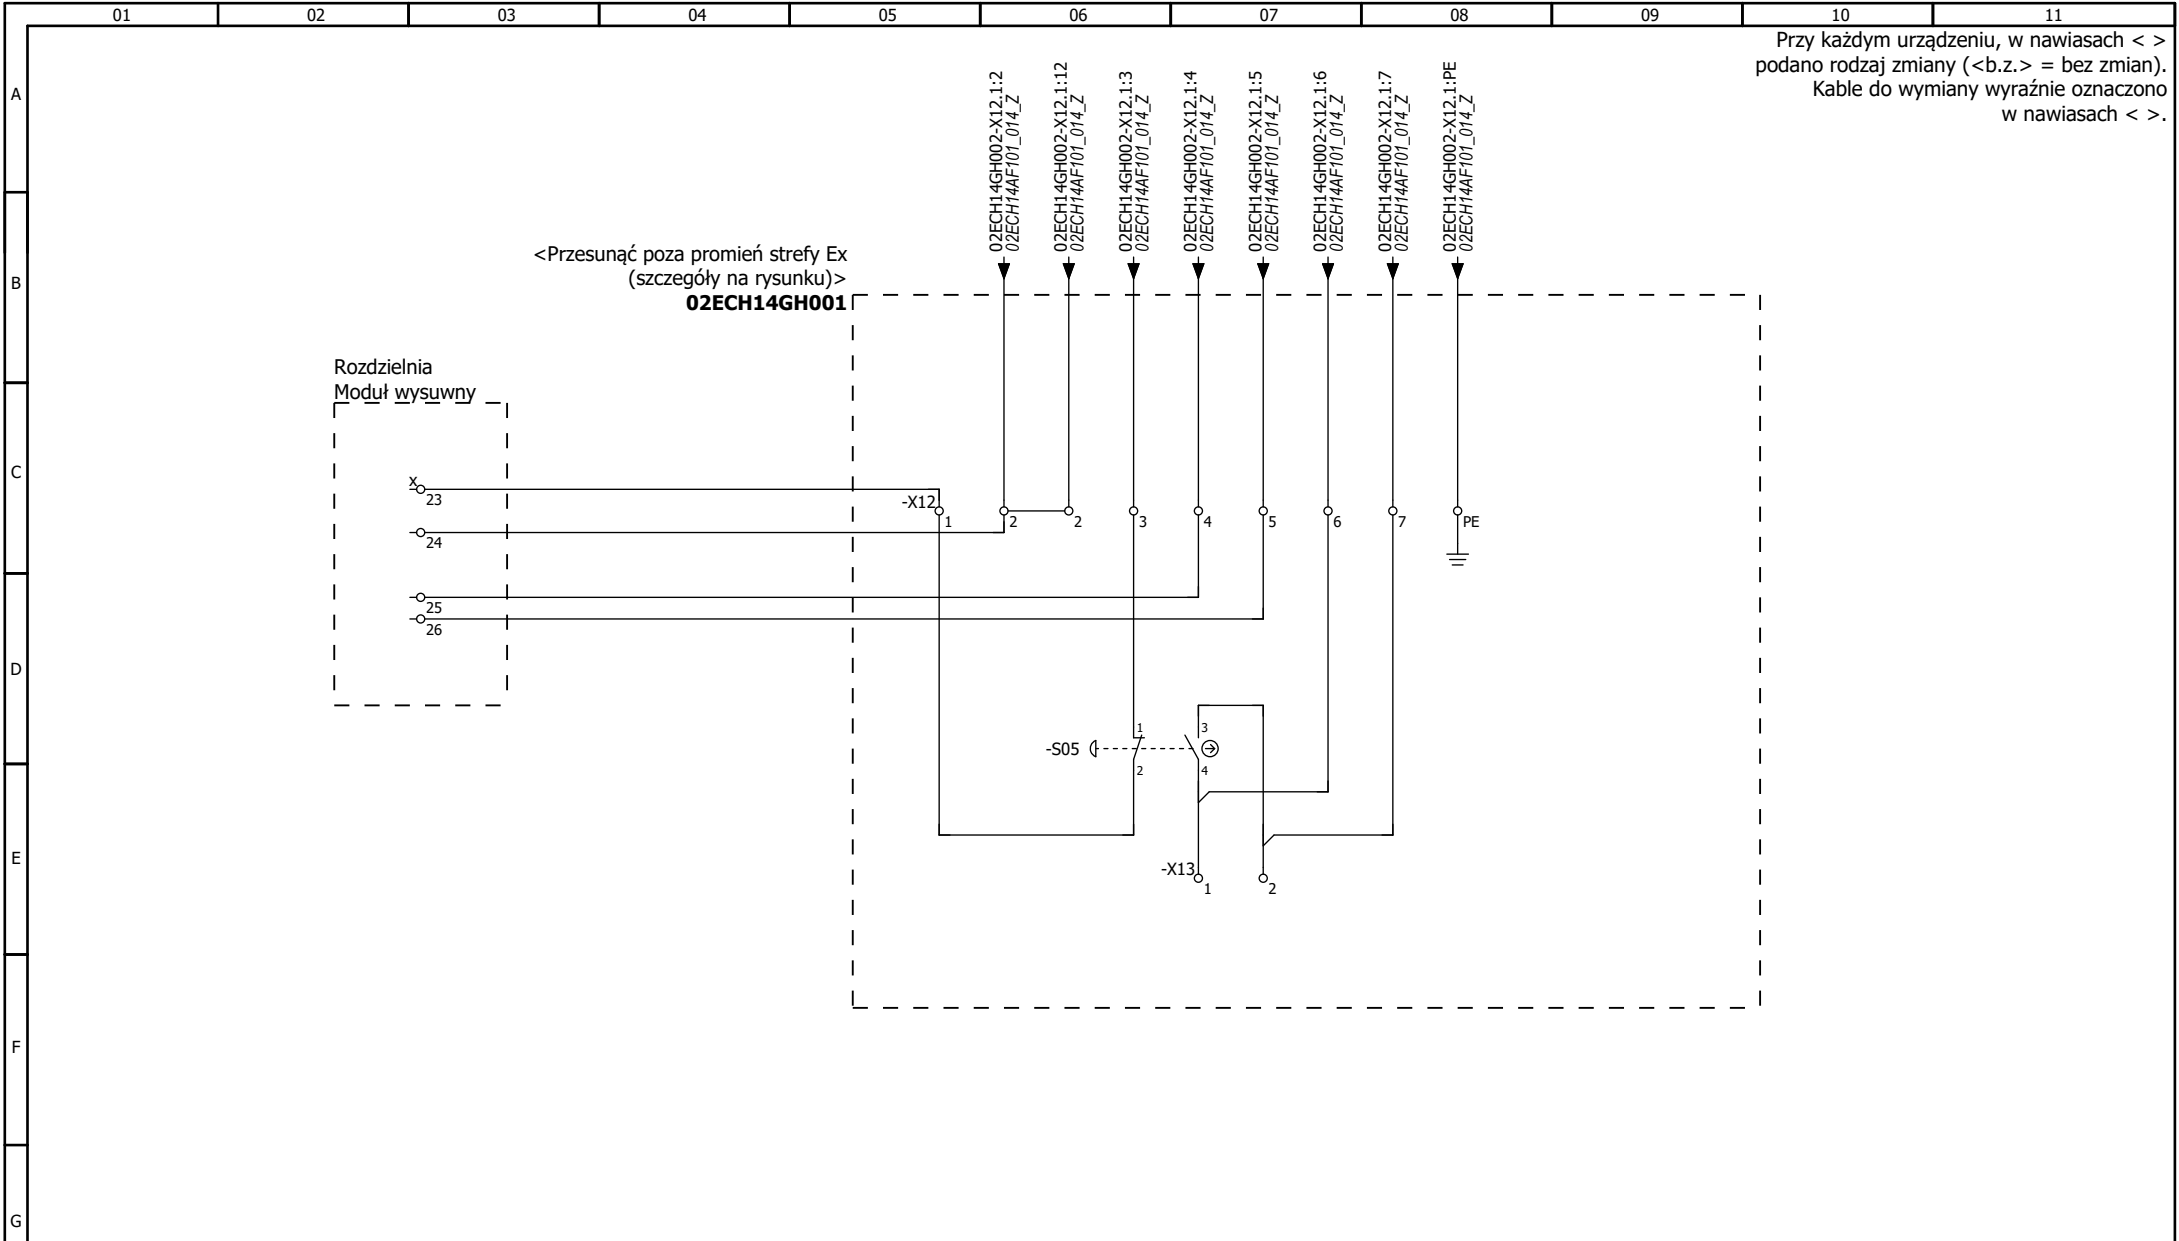 01 02 03 04 05 06 07 08 09 10 11
Przy każdym urządzeniu, w nawiasach < >
podano rodzaj zmiany (<b.z.> = bez zmian).
Kable do wymiany wyraźnie oznaczono
w nawiasach < >.
A
02ECH14GH002-X12.1:2
02ECH14AF101_014_Z
02ECH14GH002-X12.1:12
02ECH14AF101_014_Z
02ECH14GH002-X12.1:3
02ECH14AF101_014_Z
02ECH14GH002-X12.1:4
02ECH14AF101_014_Z
02ECH14GH002-X12.1:5
02ECH14AF101_014_Z
02ECH14GH002-X12.1:6
02ECH14AF101_014_Z
02ECH14GH002-X12.1:7
02ECH14AF101_014_Z
02ECH14GH002-X12.1:PE
02ECH14AF101_014_Z
B
<Przesunąć poza promień strefy Ex
(szczegóły na rysunku)>
02ECH14GH001
Rozdzielnia
Moduł wysuwny
C
x
23
24
25
26
-X12
1 2 2 3 4 5 6 7 PE
D
-S05
1
2
3
4
E
-X13
1 2
F
G